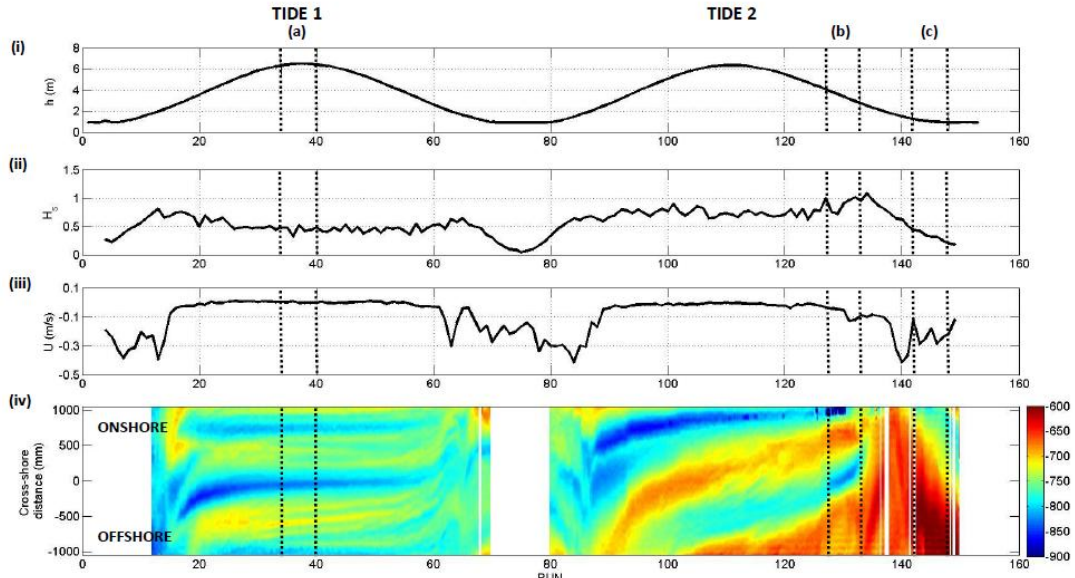 TIDE 1 TIDE 2
(a) (b) (c)
(i)
8
6
4
2
0
h (m)
0 20 40 60 80 100 120 140 160
(ii)
1.5
1
0.5
0
H_s
0 20 40 60 80 100 120 140 160
(iii)
0.1
-0.1
-0.3
-0.5
U (m/s)
0 20 40 60 80 100 120 140 160
(iv)
1000
500
0
-500
-1000
Cross-shore
distance (mm)
ONSHORE
OFFSHORE
-600
-650
-700
-750
-800
-850
-900
0 20 40 60 80 100 120 140 160
RUN